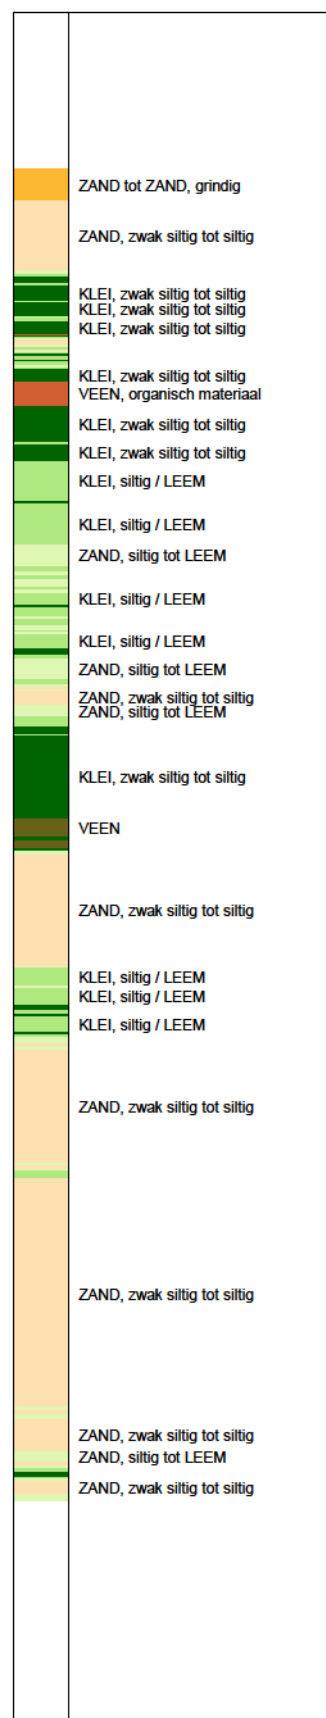 ZAND tot ZAND, grindig
ZAND, zwak siltig tot siltig
KLEI, zwak siltig tot siltig
KLEI, zwak siltig tot siltig
KLEI, zwak siltig tot siltig
KLEI, zwak siltig tot siltig
VEEN, organisch materiaal
KLEI, zwak siltig tot siltig
KLEI, zwak siltig tot siltig
KLEI, siltig / LEEM
KLEI, siltig / LEEM
ZAND, siltig tot LEEM
KLEI, siltig / LEEM
KLEI, siltig / LEEM
ZAND, siltig tot LEEM
ZAND, zwak siltig tot siltig
ZAND, siltig tot LEEM
KLEI, zwak siltig tot siltig
VEEN
ZAND, zwak siltig tot siltig
KLEI, siltig / LEEM
KLEI, siltig / LEEM
KLEI, siltig / LEEM
ZAND, zwak siltig tot siltig
ZAND, zwak siltig tot siltig
ZAND, zwak siltig tot siltig
ZAND, siltig tot LEEM
ZAND, zwak siltig tot siltig